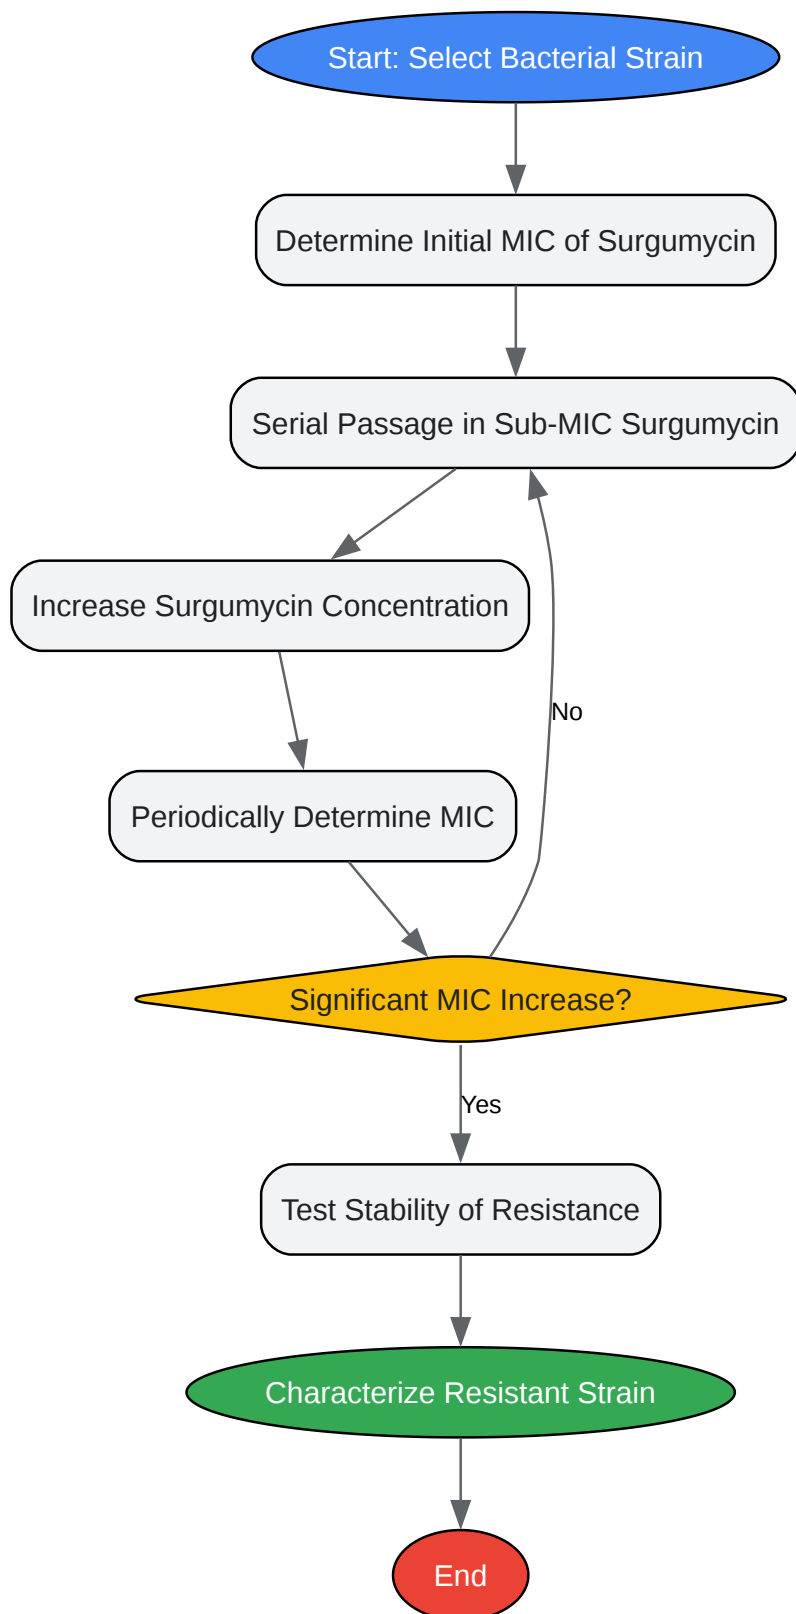 Start: Select Bacterial Strain
Determine Initial MIC of Surgumycin
Serial Passage in Sub-MIC Surgumycin
Increase Surgumycin Concentration
No
Periodically Determine MIC
Significant MIC Increase?
Yes
Test Stability of Resistance
Characterize Resistant Strain
End